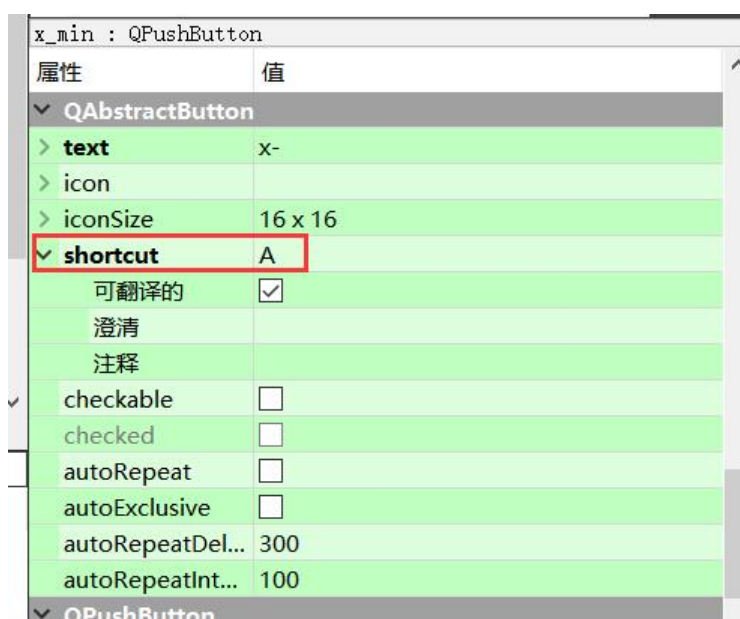 x_min : QPushButton
属性 值
QAbstractButton
text x-
icon
iconSize 16 x 16
shortcut A
可翻译的
澄清
注释
checkable
checked
autoRepeat
autoExclusive
autoRepeatDel... 300
autoRepeatInt... 100
QPushButton